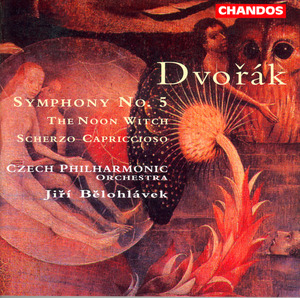 CHANDOS
Dvořák
SYMPHONY NO. 5
THE NOON WITCH
SCHERZO CAPRICCIOSO
CZECH PHILHARMONIC
ORCHESTRA
Jiří Bělohlávek